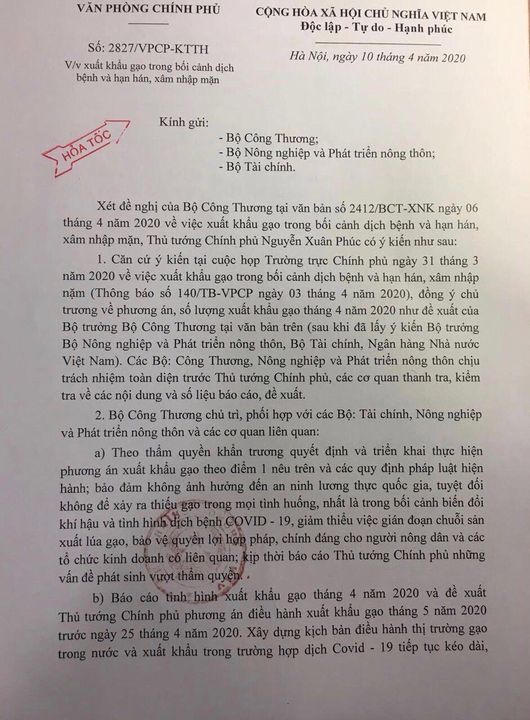 VĂN PHÒNG CHÍNH PHỦ
CỘNG HÒA XÃ HỘI CHỦ NGHĨA VIỆT NAM
Độc lập - Tự do - Hạnh phúc
Số: 2827/VPCP-KTTH
V/v xuất khẩu gạo trong bối cảnh dịch
bệnh và hạn hán, xâm nhập mặn
Hà Nội, ngày 10 tháng 4 năm 2020
HỎA TỐC
Kính gửi:
- Bộ Công Thương;
- Bộ Nông nghiệp và Phát triển nông thôn;
- Bộ Tài chính.
Xét đề nghị của Bộ Công Thương tại văn bản số 2412/BCT-XNK ngày 06
tháng 4 năm 2020 về việc xuất khẩu gạo trong bối cảnh dịch bệnh và hạn hán,
xâm nhập mặn, Thủ tướng Chính phủ Nguyễn Xuân Phúc có ý kiến như sau:
1. Căn cứ ý kiến tại cuộc họp Trường trực Chính phủ ngày 31 tháng 3
năm 2020 về việc xuất khẩu gạo trong bối cảnh dịch bệnh và hạn hán, xâm nhập
nặm (Thông báo số 140/TB-VPCP ngày 03 tháng 4 năm 2020), đồng ý chủ
trương về phương án, số lượng xuất khẩu gạo tháng 4 năm 2020 như đề xuất của
Bộ trưởng Bộ Công Thương tại văn bản trên (sau khi đã lấy ý kiến Bộ trưởng
Bộ Nông nghiệp và Phát triển nông thôn, Bộ Tài chính, Ngân hàng Nhà nước
Việt Nam). Các Bộ: Công Thương, Nông nghiệp và Phát triển nông thôn chịu
trách nhiệm toàn diện trước Thủ tướng Chính phủ, các cơ quan thanh tra, kiểm
tra về các nội dung và số liệu báo cáo, đề xuất.
2. Bộ Công Thương chủ trì, phối hợp với các Bộ: Tài chính, Nông nghiệp
và Phát triển nông thôn và các cơ quan liên quan:
a) Theo thẩm quyền khẩn trương quyết định và triển khai thực hiện
phương án xuất khẩu gạo theo điểm 1 nêu trên và các quy định pháp luật hiện
hành; bảo đảm không ảnh hưởng đến an ninh lương thực quốc gia, tuyệt đối
không để xảy ra thiếu gạo trong mọi tình huống, nhất là trong bối cảnh biến đổi
khí hậu và tình hình dịch bệnh COVID - 19, giảm thiểu việc gián đoạn chuỗi sản
xuất lúa gạo, bảo vệ quyền lợi hợp pháp, chính đáng cho người nông dân và các
tổ chức kinh doanh có liên quan; kịp thời báo cáo Thủ tướng Chính phủ những
vấn đề phát sinh vượt thẩm quyền.
b) Báo cáo tình hình xuất khẩu gạo tháng 4 năm 2020 và đề xuất
Thủ tướng Chính phủ phương án điều hành xuất khẩu gạo tháng 5 năm 2020
trước ngày 25 tháng 4 năm 2020. Xây dựng kịch bản điều hành thị trường gạo
trong nước và xuất khẩu trong trường hợp dịch Covid - 19 tiếp tục kéo dài,